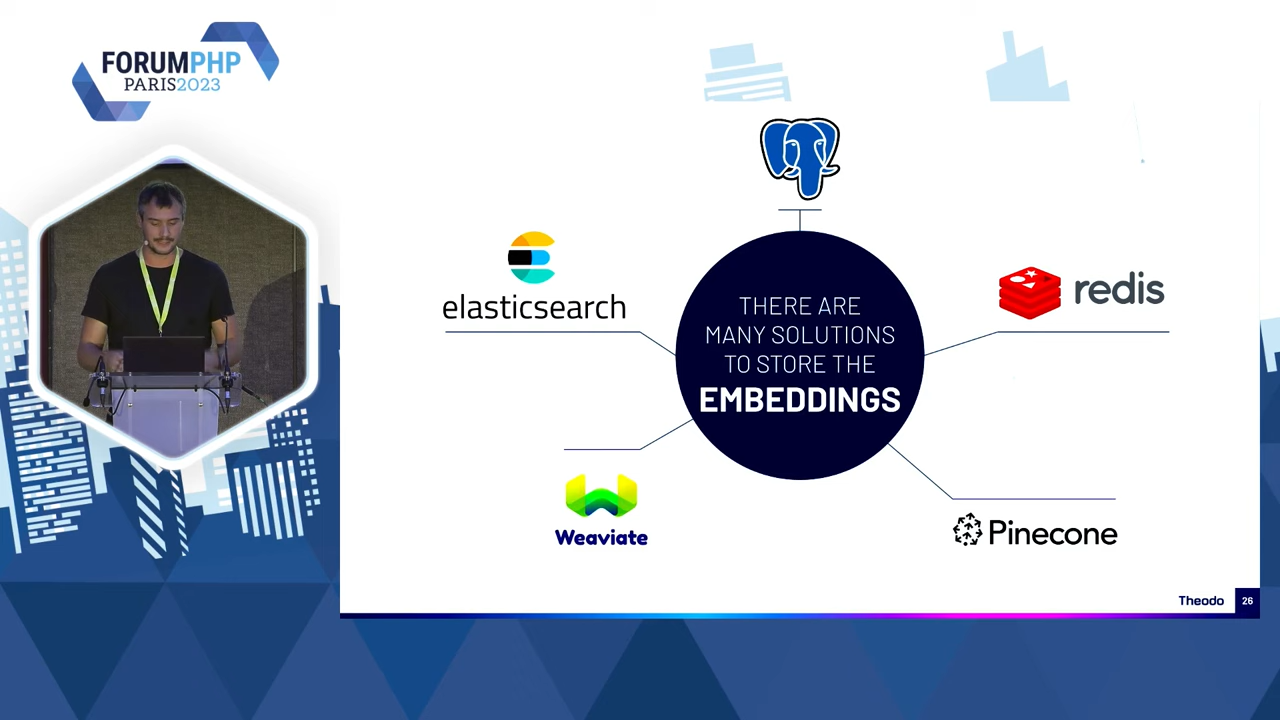 FORUMPHP
PARIS2023
elasticsearch
redis
THERE ARE
MANY SOLUTIONS
TO STORE THE
EMBEDDINGS
Weaviate
Pinecone
Theodo
26